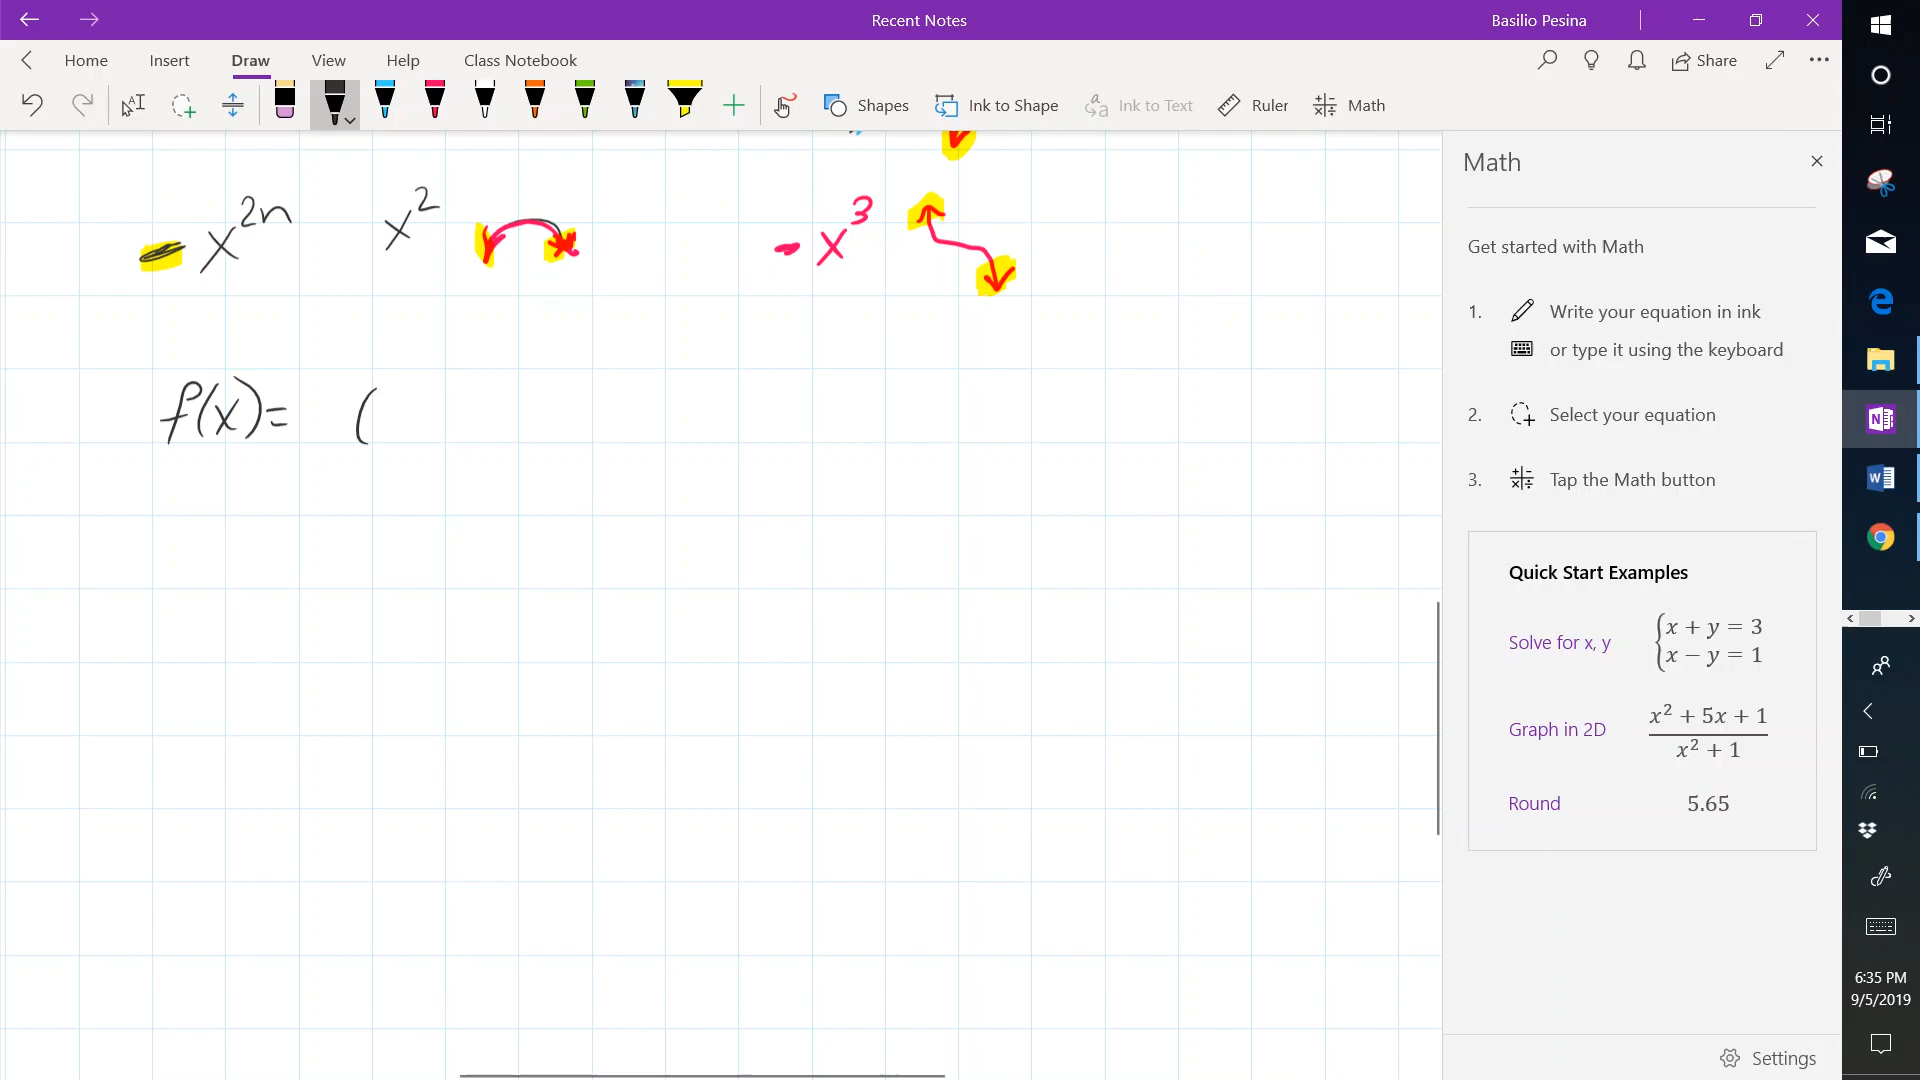 Recent Notes
Basilio Pesina
Home Insert Draw View Help Class Notebook
Share
Shapes Ink to Shape Ink to Text Ruler Math
- x^2n x^2 - x^3
f(x)= (
Math
Get started with Math
1. Write your equation in ink
or type it using the keyboard
2. Select your equation
3. Tap the Math button
Quick Start Examples
Solve for x, y { x + y = 3
x − y = 1
Graph in 2D x² + 5x + 1
x² + 1
Round 5.65
6:35 PM
9/5/2019
Settings